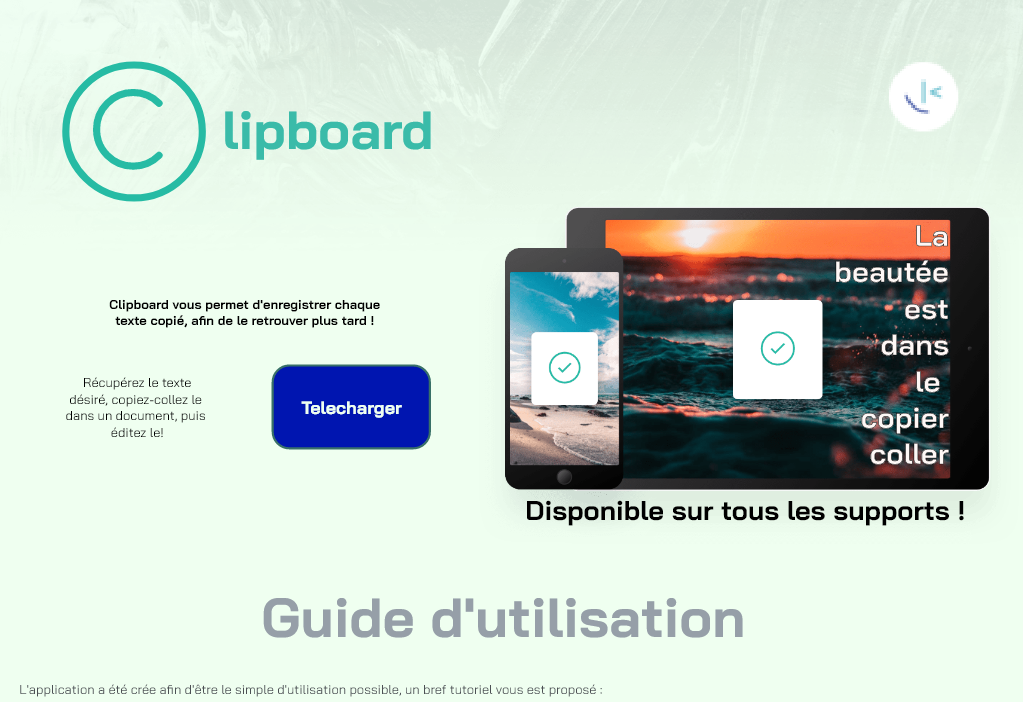 Clipboard
Clipboard vous permet d'enregistrer chaque
texte copié, afin de le retrouver plus tard !
Récupérez le texte
désiré, copiez-collez le
dans un document, puis
éditez le!
Telecharger
La
beautée
est
dans
le
copier
coller
Disponible sur tous les supports !
Guide d'utilisation
L'application a été crée afin d'être le simple d'utilisation possible, un bref tutoriel vous est proposé :